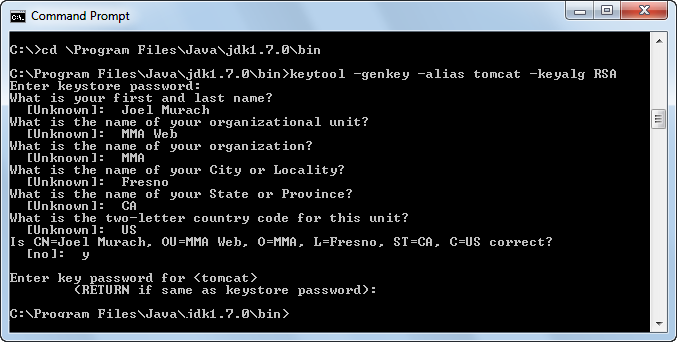 Command Prompt
C:\>cd \Program Files\Java\jdk1.7.0\bin
C:\Program Files\Java\jdk1.7.0\bin>keytool -genkey -alias tomcat -keyalg RSA
Enter keystore password:
What is your first and last name?
[Unknown]: Joel Murach
What is the name of your organizational unit?
[Unknown]: MMA Web
What is the name of your organization?
[Unknown]: MMA
What is the name of your City or Locality?
[Unknown]: Fresno
What is the name of your State or Province?
[Unknown]: CA
What is the two-letter country code for this unit?
[Unknown]: US
Is CN=Joel Murach, OU=MMA Web, O=MMA, L=Fresno, ST=CA, C=US correct?
[no]: y
Enter key password for <tomcat>
(RETURN if same as keystore password):
C:\Program Files\Java\jdk1.7.0\bin>